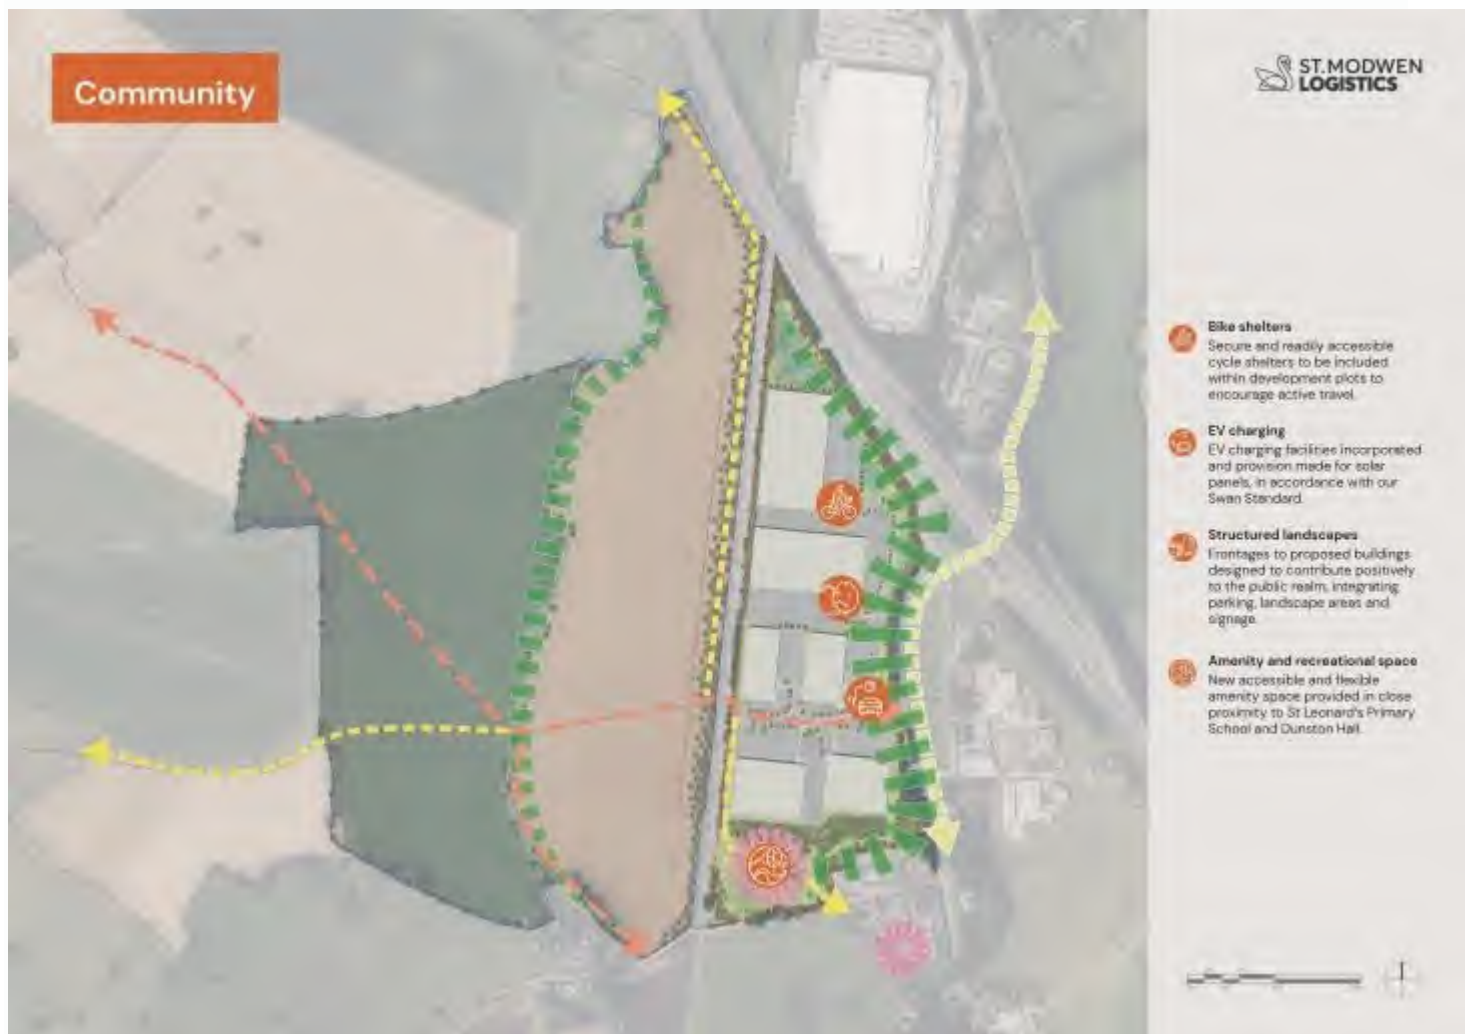 Community
ST.MODWEN
LOGISTICS
Bike shelters
Secure and readily accessible
cycle shelters to be included
within development plots to
encourage active travel.
EV charging
EV charging facilities incorporated
and provision made for solar
panels, in accordance with our
Swan Standard.
Structured landscapes
Frontages to proposed buildings
designed to contribute positively
to the public realm, integrating
parking, landscape areas and
signage.
Amenity and recreational space
New accessible and flexible
amenity space provided in close
proximity to St Leonard's Primary
School and Dunston Hall.